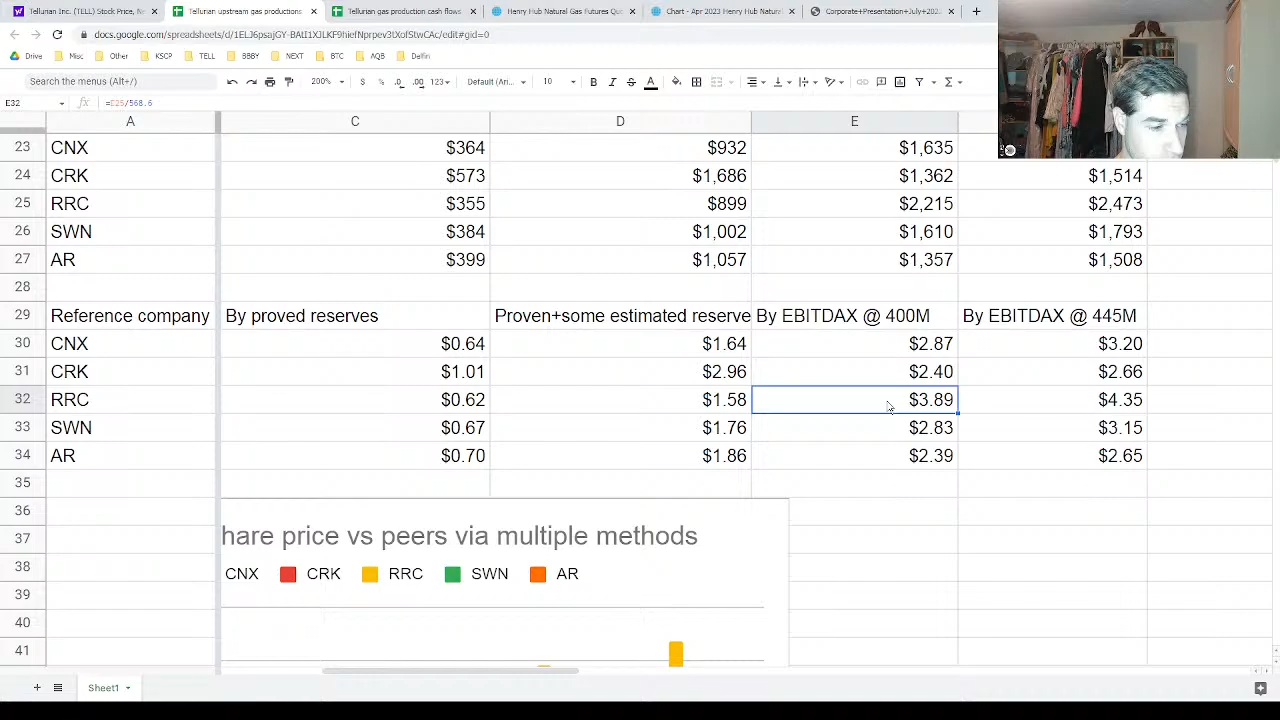 Tellurian Inc. (TELL) Stock Price, Ne
Tellurian upstream gas productions
Tellurian gas production cash flows
Henry Hub Natural Gas Futures Quo
Chart - Apr 2023 Henry Hub Natural
Corporate+Presentation+July+202
docs.google.com/spreadsheets/d/
/edit#gid=0
Drive Misc Other KSCP TELL BBBY NE BTC AQB Delfin
Search the menus (Alt+/) 200% $ % .0 .00 123 Default (Ari... 10 B I S A
E32 fx =E25/568.6
A C D E
23 CNX $364 $932 $1,635
24 CRK $573 $1,686 $1,362 $1,514
25 RRC $355 $899 $2,215 $2,473
26 SWN $384 $1,002 $1,610 $1,793
27 AR $399 $1,057 $1,357 $1,508
28
29 Reference company By proved reserves Proven+some estimated reserve By EBITDAX @ 400M By EBITDAX @ 445M
30 CNX $0.64 $1.64 $2.87 $3.20
31 CRK $1.01 $2.96 $2.40 $2.66
32 RRC $0.62 $1.58 $3.89 $4.35
33 SWN $0.67 $1.76 $2.83 $3.15
34 AR $0.70 $1.86 $2.39 $2.65
35
36
37 hare price vs peers via multiple methods
38 CNX CRK RRC SWN AR
39
40
41
Sheet1